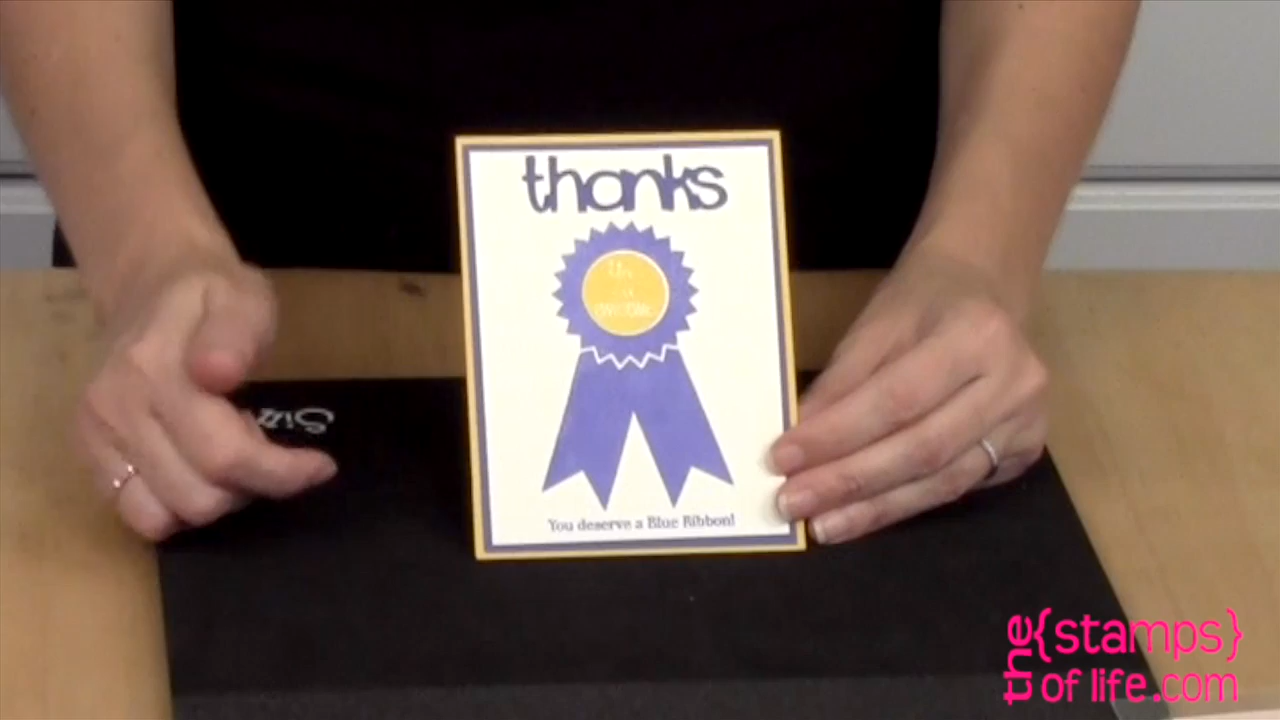 thanks
You deserve a Blue Ribbon!
the {stamps}
of life.com